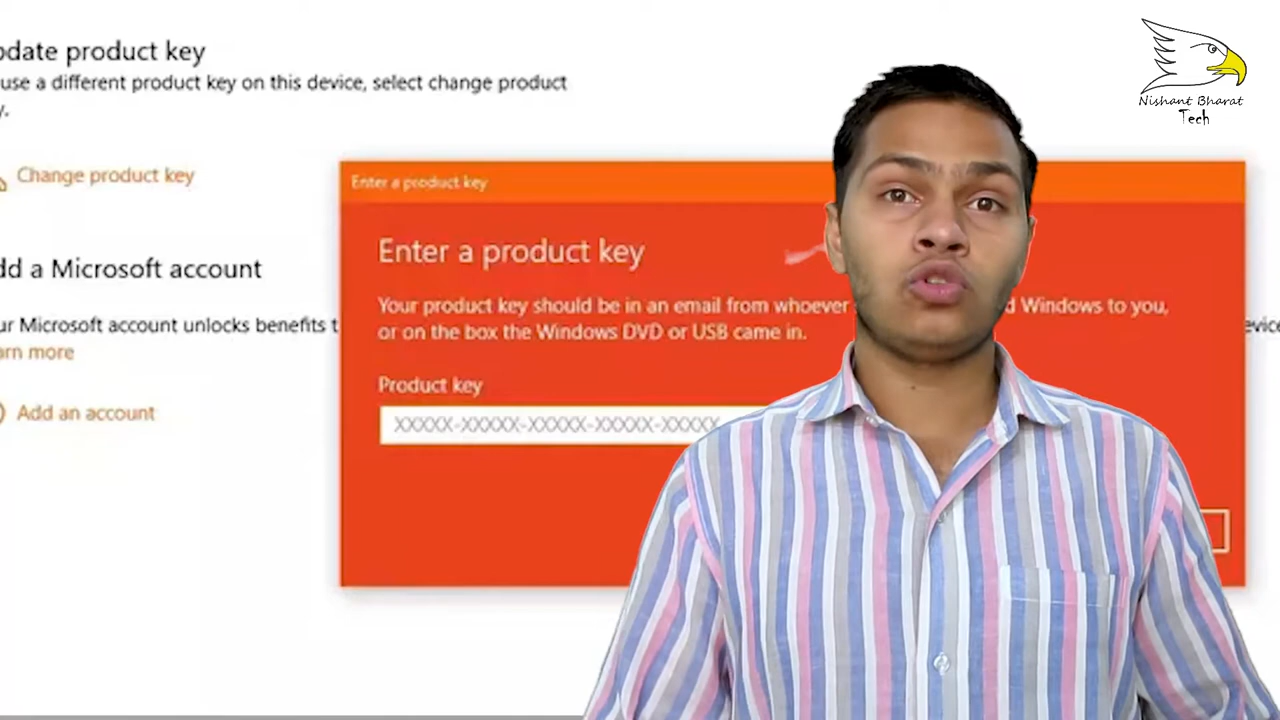 pdate product key
use a different product key on this device, select change product
y.
Change product key
dd a Microsoft account
ur Microsoft account unlocks benefits t
arn more
Add an account
Enter a product key
Enter a product key
Your product key should be in an email from whoever d Windows to you,
or on the box the Windows DVD or USB came in.
Product key
XXXXX-XXXXX-XXXXX-XXXXX-XXXXX
evice
Nishant Bharat
Tech